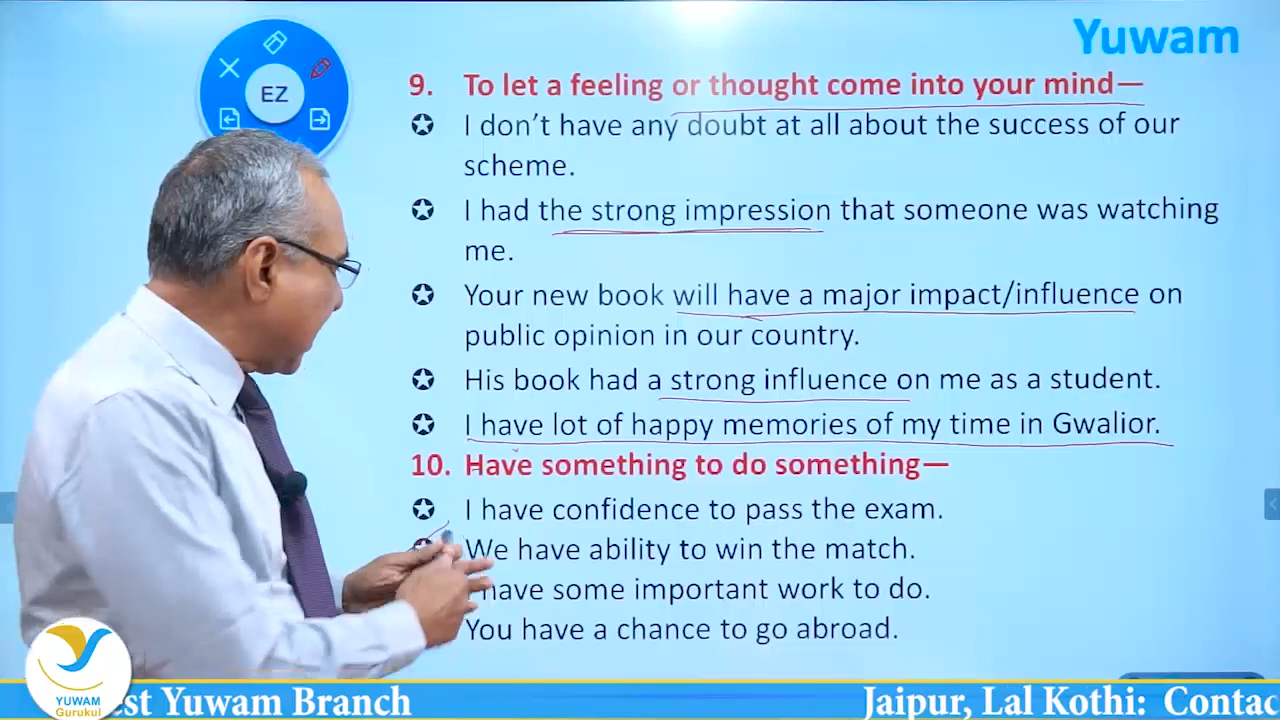 Yuwam
EZ
9. To let a feeling or thought come into your mind—
✪ I don’t have any doubt at all about the success of our
scheme.
✪ I had the strong impression that someone was watching
me.
✪ Your new book will have a major impact/influence on
public opinion in our country.
✪ His book had a strong influence on me as a student.
✪ I have lot of happy memories of my time in Gwalior.
10. Have something to do something—
✪ I have confidence to pass the exam.
We have ability to win the match.
have some important work to do.
You have a chance to go abroad.
YUWAM
Gurukul
est Yuwam Branch Jaipur, Lal Kothi: Contac